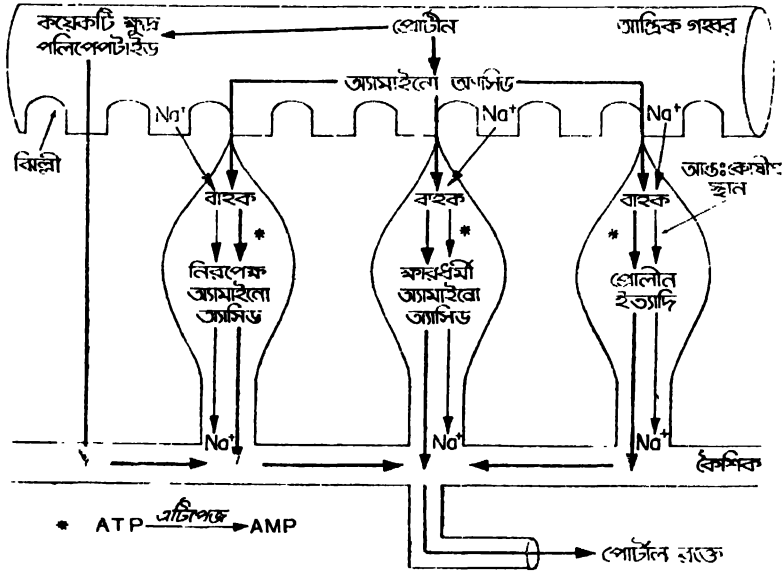 কয়েকটি ক্ষুদ্র
পলিপেপটাইড
প্রোটীন
আন্ত্রিক গহ্বর
অ্যামাইনো অ্যাসিড
Na⁺
Na⁺
Na⁺
ঝিল্লী
আন্তঃকোষীয়
স্থান
বাহক
বাহক
বাহক
*
*
*
নিরপেক্ষ
অ্যামাইনো
অ্যাসিড
ক্ষারধর্মী
অ্যামাইনো
অ্যাসিড
প্রোলীন
ইত্যাদি
Na⁺
Na⁺
Na⁺
কৈশিক
* ATP এটিপেজ AMP
পোর্টাল রক্তে